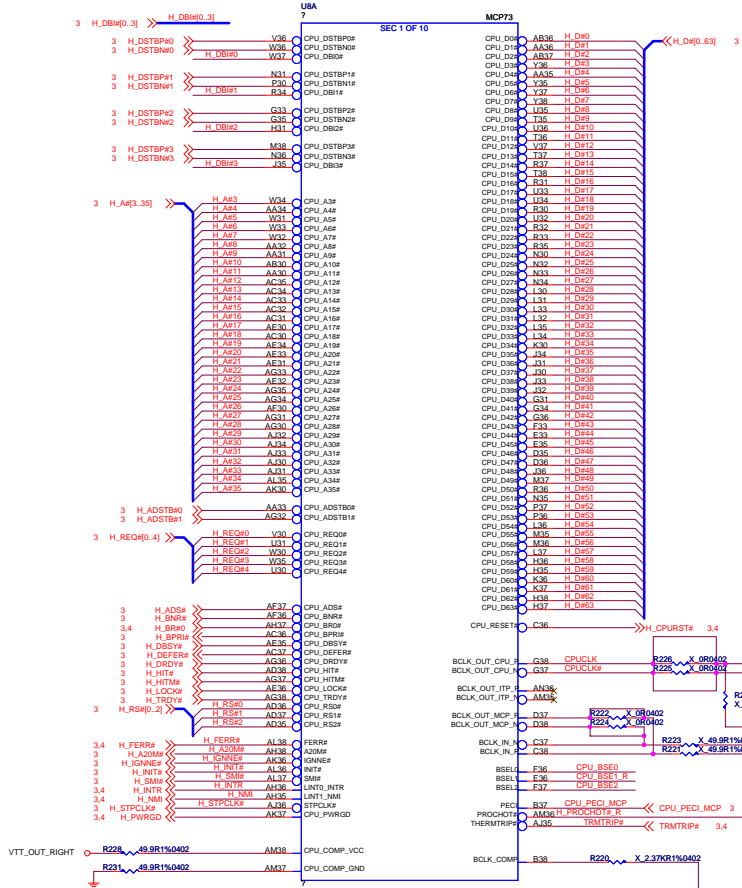 U8A
?
MCP73
SEC 1 OF 10
3 H_DBI#[0..3] H_DBI#[0..3]
3 H_DSTBP#0 V36 CPU_DSTBP0#
3 H_DSTBN#0 W36 CPU_DSTBN0#
H_DBI#0 W37 CPU_DBI0#
3 H_DSTBP#1 N31 CPU_DSTBP1#
3 H_DSTBN#1 P30 CPU_DSTBN1#
H_DBI#1 R34 CPU_DBI1#
3 H_DSTBP#2 G33 CPU_DSTBP2#
3 H_DSTBN#2 G35 CPU_DSTBN2#
H_DBI#2 H31 CPU_DBI2#
3 H_DSTBP#3 M38 CPU_DSTBP3#
3 H_DSTBN#3 N36 CPU_DSTBN3#
H_DBI#3 J35 CPU_DBI3#
3 H_A#[3..35]
H_A#3 W34 CPU_A3#
H_A#4 AA34 CPU_A4#
H_A#5 W31 CPU_A5#
H_A#6 W33 CPU_A6#
H_A#7 W32 CPU_A7#
H_A#8 AA32 CPU_A8#
H_A#9 AA31 CPU_A9#
H_A#10 AB30 CPU_A10#
H_A#11 AA30 CPU_A11#
H_A#12 AC35 CPU_A12#
H_A#13 AC34 CPU_A13#
H_A#14 AC33 CPU_A14#
H_A#15 AC32 CPU_A15#
H_A#16 AC31 CPU_A16#
H_A#17 AE30 CPU_A17#
H_A#18 AC30 CPU_A18#
H_A#19 AE34 CPU_A19#
H_A#20 AE33 CPU_A20#
H_A#21 AE31 CPU_A21#
H_A#22 AG33 CPU_A22#
H_A#23 AE32 CPU_A23#
H_A#24 AG35 CPU_A24#
H_A#25 AG34 CPU_A25#
H_A#26 AF30 CPU_A26#
H_A#27 AG31 CPU_A27#
H_A#28 AG30 CPU_A28#
H_A#29 AJ32 CPU_A29#
H_A#30 AJ34 CPU_A30#
H_A#31 AJ33 CPU_A31#
H_A#32 AJ30 CPU_A32#
H_A#33 AJ31 CPU_A33#
H_A#34 AL35 CPU_A34#
H_A#35 AK30 CPU_A35#
3 H_ADSTB#0 AA33 CPU_ADSTB0#
3 H_ADSTB#1 AG32 CPU_ADSTB1#
3 H_REQ#[0..4]
H_REQ#0 V30 CPU_REQ0#
H_REQ#1 U31 CPU_REQ1#
H_REQ#2 W30 CPU_REQ2#
H_REQ#3 W35 CPU_REQ3#
H_REQ#4 U30 CPU_REQ4#
3 H_ADS# AF37 CPU_ADS#
3 H_BNR# AF36 CPU_BNR#
3,4 H_BR#0 AH37 CPU_BR0#
3 H_BPRI# AC36 CPU_BPRI#
3 H_DBSY# AE35 CPU_DBSY#
3 H_DEFER# AC37 CPU_DEFER#
3 H_DRDY# AG36 CPU_DRDY#
3 H_HIT# AD38 CPU_HIT#
3 H_HITM# AG37 CPU_HITM#
3 H_LOCK# AE36 CPU_LOCK#
3 H_TRDY# AG38 CPU_TRDY#
3 H_RS#[0..2]
H_RS#0 AD36 CPU_RS0#
H_RS#1 AD37 CPU_RS1#
H_RS#2 AD35 CPU_RS2#
3,4 H_FERR# H_FERR# AL38 FERR#
3 H_A20M# H_A20M# AH38 A20M#
3 H_IGNNE# H_IGNNE# AK36 IGNNE#
3 H_INIT# H_INIT# AL36 INIT#
3 H_SMI# H_SMI# AL37 SMI#
3,4 H_INTR H_INTR AH36 LINT0_INTR
3,4 H_NMI H_NMI AH35 LINT1_NMI
3 H_STPCLK# H_STPCLK# AJ36 STPCLK#
3,4 H_PWRGD AK37 CPU_PWRGD
VTT_OUT_RIGHT R228 49.9R1%0402 AM38 CPU_COMP_VCC
R231 49.9R1%0402 AM37 CPU_COMP_GND
?
H_D#[0..63] 3
CPU_D0# AB36 H_D#0
CPU_D1# AA36 H_D#1
CPU_D2# AB37 H_D#2
CPU_D3# Y36 H_D#3
CPU_D4# AA35 H_D#4
CPU_D5# Y35 H_D#5
CPU_D6# Y37 H_D#6
CPU_D7# Y38 H_D#7
CPU_D8# U35 H_D#8
CPU_D9# T35 H_D#9
CPU_D10# U36 H_D#10
CPU_D11# T36 H_D#11
CPU_D12# V37 H_D#12
CPU_D13# T37 H_D#13
CPU_D14# R37 H_D#14
CPU_D15# T38 H_D#15
CPU_D16# R31 H_D#16
CPU_D17# U33 H_D#17
CPU_D18# U34 H_D#18
CPU_D19# R30 H_D#19
CPU_D20# U32 H_D#20
CPU_D21# R32 H_D#21
CPU_D22# R33 H_D#22
CPU_D23# R35 H_D#23
CPU_D24# N30 H_D#24
CPU_D25# N32 H_D#25
CPU_D26# N33 H_D#26
CPU_D27# N34 H_D#27
CPU_D28# L30 H_D#28
CPU_D29# L31 H_D#29
CPU_D30# L33 H_D#30
CPU_D31# L32 H_D#31
CPU_D32# L35 H_D#32
CPU_D33# L34 H_D#33
CPU_D34# K30 H_D#34
CPU_D35# J34 H_D#35
CPU_D36# J31 H_D#36
CPU_D37# J30 H_D#37
CPU_D38# J33 H_D#38
CPU_D39# J32 H_D#39
CPU_D40# G31 H_D#40
CPU_D41# G34 H_D#41
CPU_D42# G36 H_D#42
CPU_D43# F33 H_D#43
CPU_D44# E33 H_D#44
CPU_D45# E35 H_D#45
CPU_D46# D35 H_D#46
CPU_D47# D36 H_D#47
CPU_D48# J36 H_D#48
CPU_D49# M37 H_D#49
CPU_D50# R36 H_D#50
CPU_D51# N35 H_D#51
CPU_D52# P37 H_D#52
CPU_D53# P36 H_D#53
CPU_D54# L36 H_D#54
CPU_D55# M35 H_D#55
CPU_D56# M36 H_D#56
CPU_D57# L37 H_D#57
CPU_D58# H36 H_D#58
CPU_D59# H35 H_D#59
CPU_D60# K36 H_D#60
CPU_D61# K37 H_D#61
CPU_D62# H38 H_D#62
CPU_D63# H37 H_D#63
CPU_RESET# C36 H_CPURST# 3,4
BCLK_OUT_CPU_P G38 CPUCLK R226 X_0R0402
BCLK_OUT_CPU_N G37 CPUCLK# R225 X_0R0402
BCLK_OUT_ITP_P AN36
BCLK_OUT_ITP_N AM35
BCLK_OUT_MCP_P D37 R222 X_0R0402
BCLK_OUT_MCP_N D38 R224 X_0R0402
BCLK_IN_N C37 R223 X_49.9R1%
BCLK_IN_P C38 R221 X_49.9R1%
BSEL0 F36 CPU_BSE0
BSEL1 E36 CPU_BSE1_R
BSEL2 F37 CPU_BSE2
PECI B37 CPU_PECI_MCP CPU_PECI_MCP 3
PROCHOT# AM36 H_PROCHOT#_R
THERMTRIP# AJ35 TRMTRIP# TRMTRIP# 3,4
BCLK_COMP B38 R220 X_2.37KR1%0402